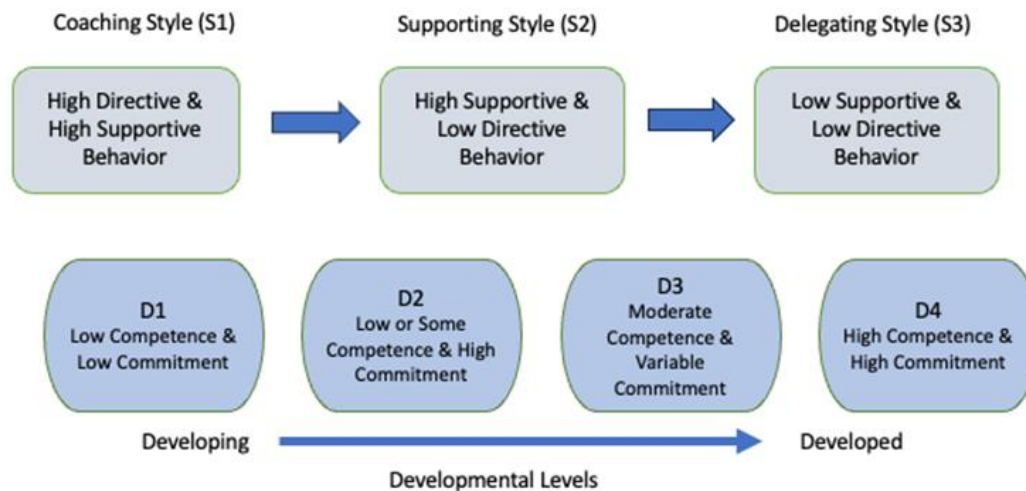 Coaching Style (S1)
Supporting Style (S2)
Delegating Style (S3)
High Directive &
High Supportive
Behavior
High Supportive &
Low Directive
Behavior
Low Supportive &
Low Directive
Behavior
D1
Low Competence &
Low Commitment
D2
Low or Some
Competence & High
Commitment
D3
Moderate
Competence &
Variable
Commitment
D4
High Competence &
High Commitment
Developing
Developed
Developmental Levels